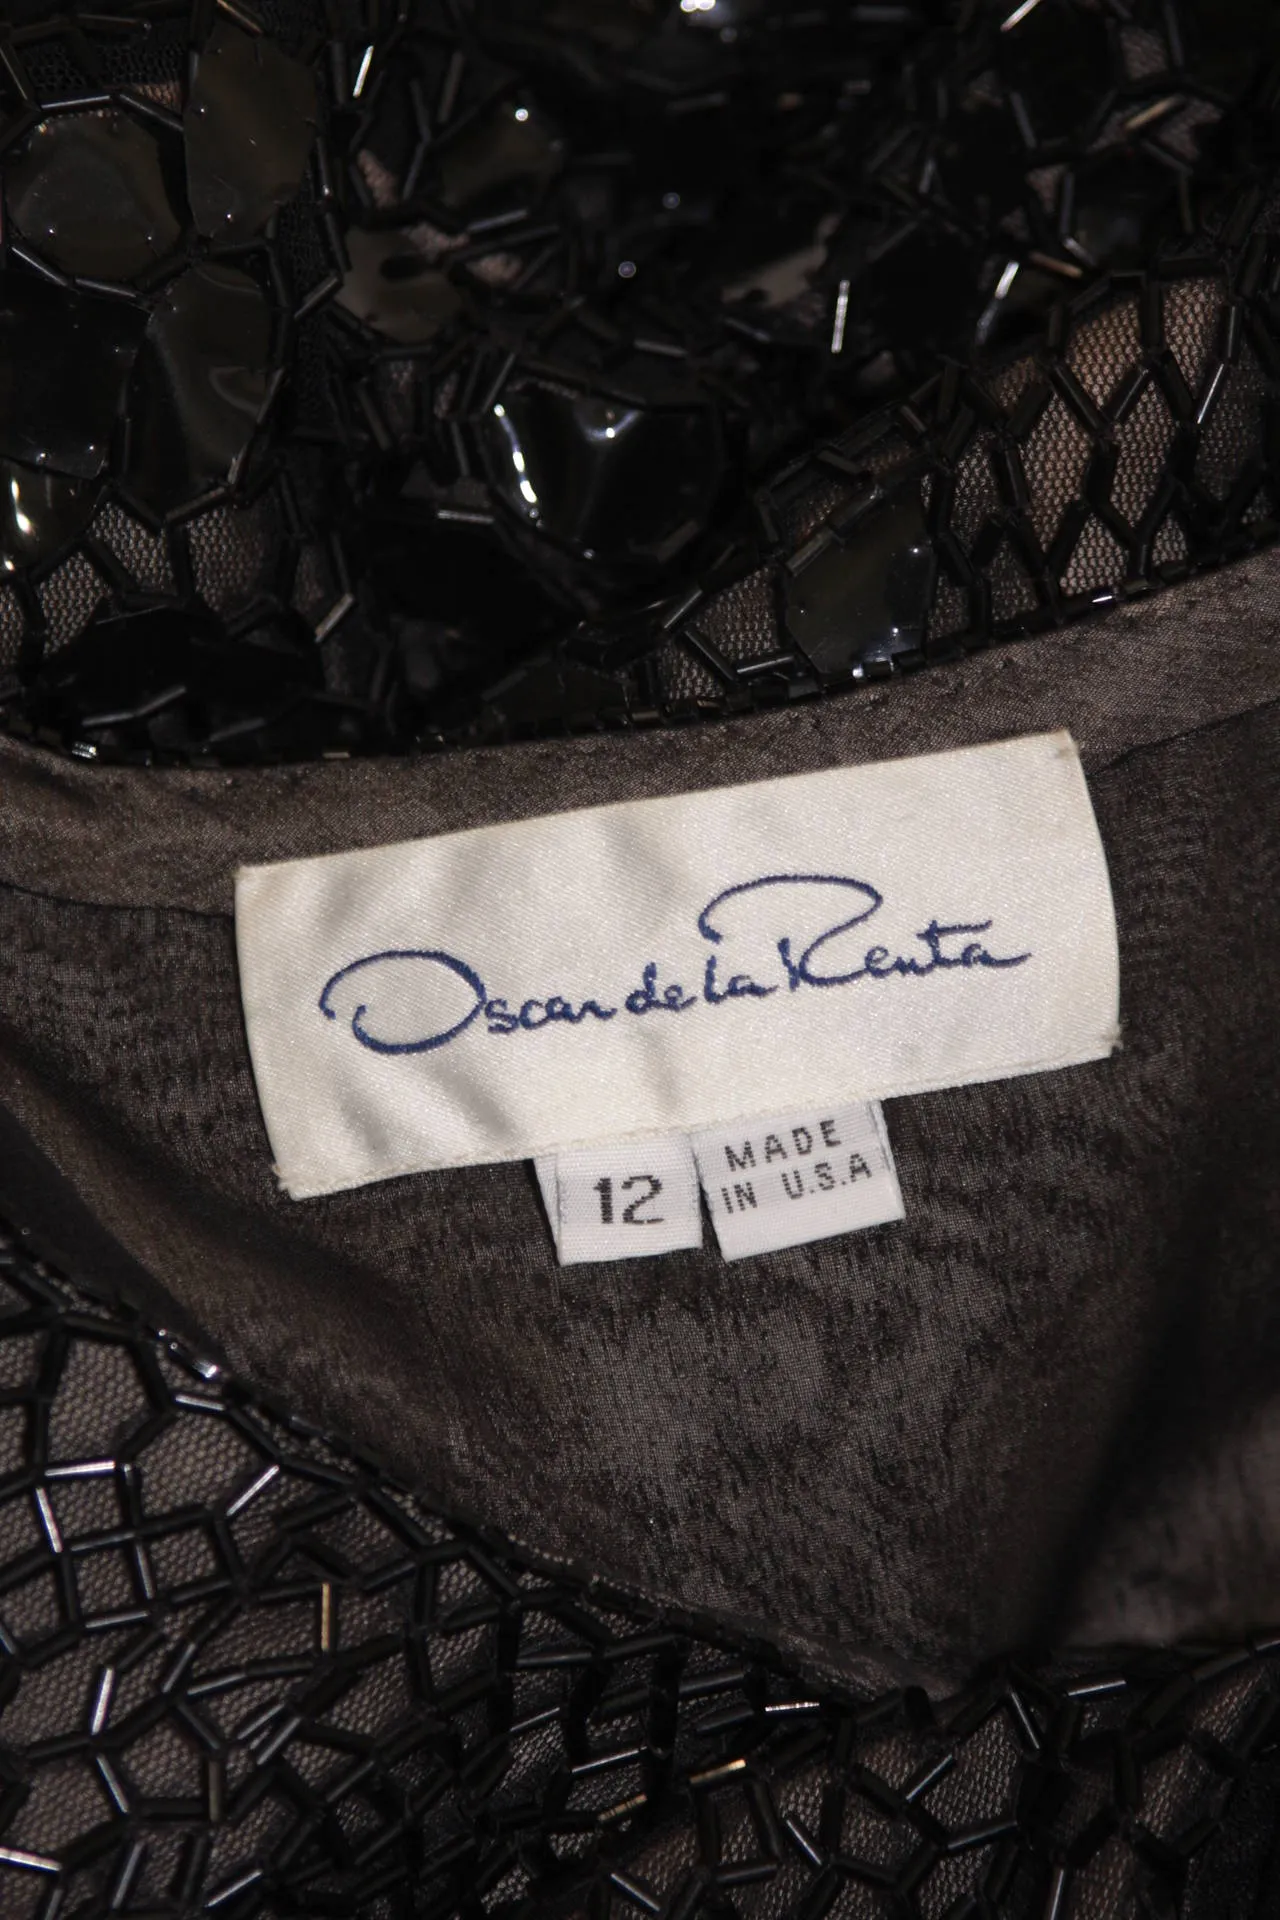 Oscar de la Renta
12
MADE
IN U.S.A